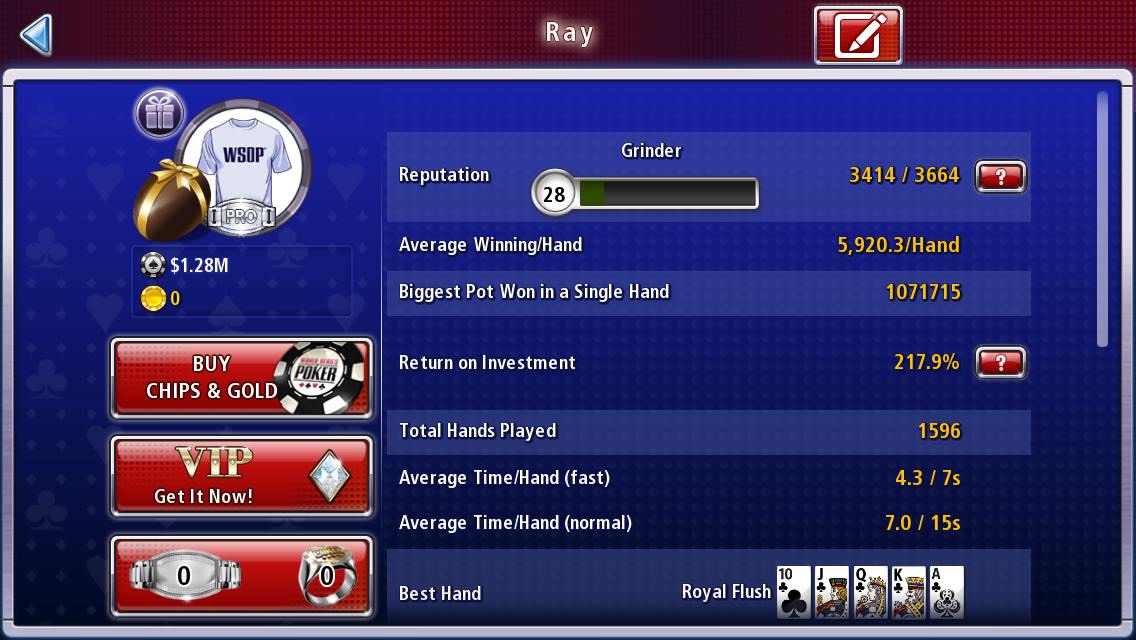 Ray
WSOP
PRO
$1.28M
0
BUY
CHIPS & GOLD
WORLD SERIES
POKER
VIP
Get It Now!
0
0
Grinder
Reputation
28
3414 / 3664
?
Average Winning/Hand
5,920.3/Hand
Biggest Pot Won in a Single Hand
1071715
Return on Investment
217.9%
?
Total Hands Played
1596
Average Time/Hand (fast)
4.3 / 7s
Average Time/Hand (normal)
7.0 / 15s
Best Hand
Royal Flush
10 J Q K A